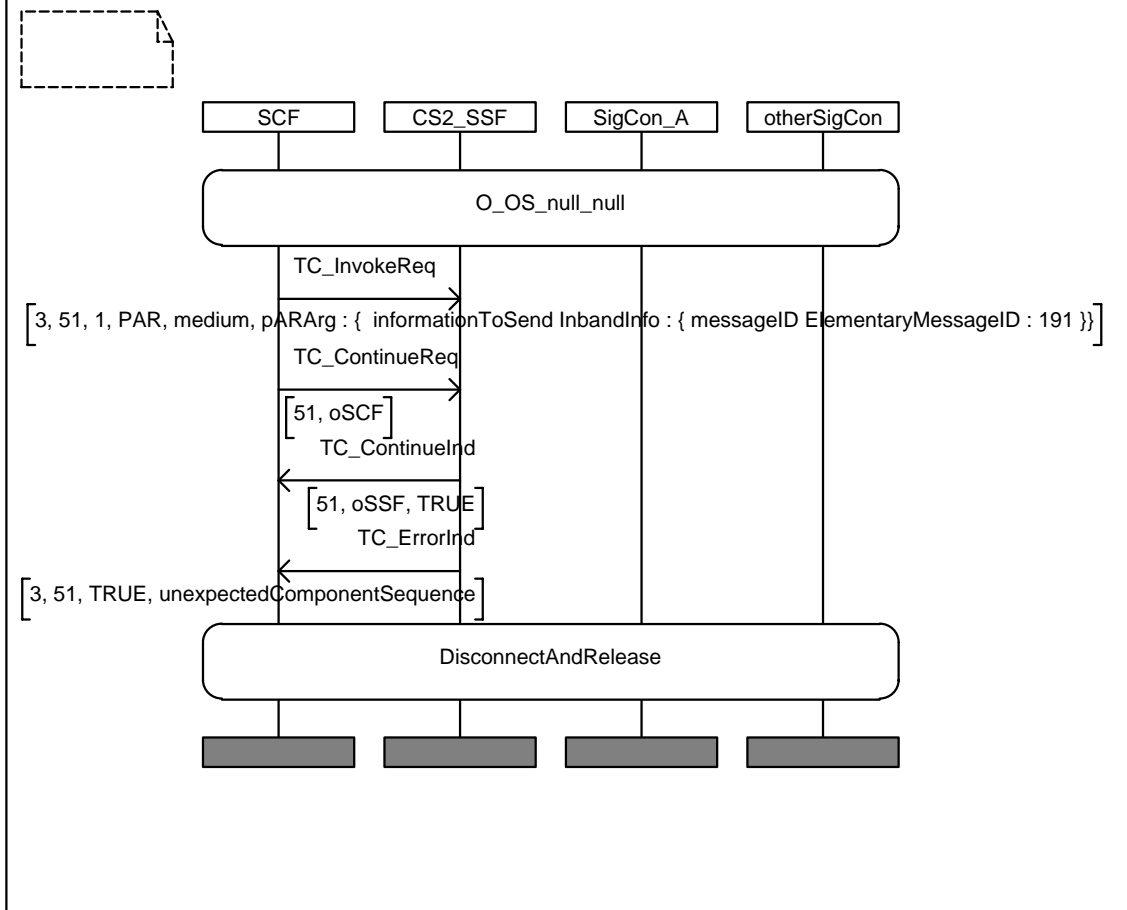 SCF CS2_SSF SigCon_A otherSigCon
O_OS_null_null
TC_InvokeReq
[3, 51, 1, PAR, medium, pARArg : {  informationToSend InbandInfo : { messageID ElementaryMessageID : 191 }}]
TC_ContinueReq
[51, oSCF]
TC_ContinueInd
[51, oSSF, TRUE]
TC_ErrorInd
[3, 51, TRUE, unexpectedComponentSequence]
DisconnectAndRelease